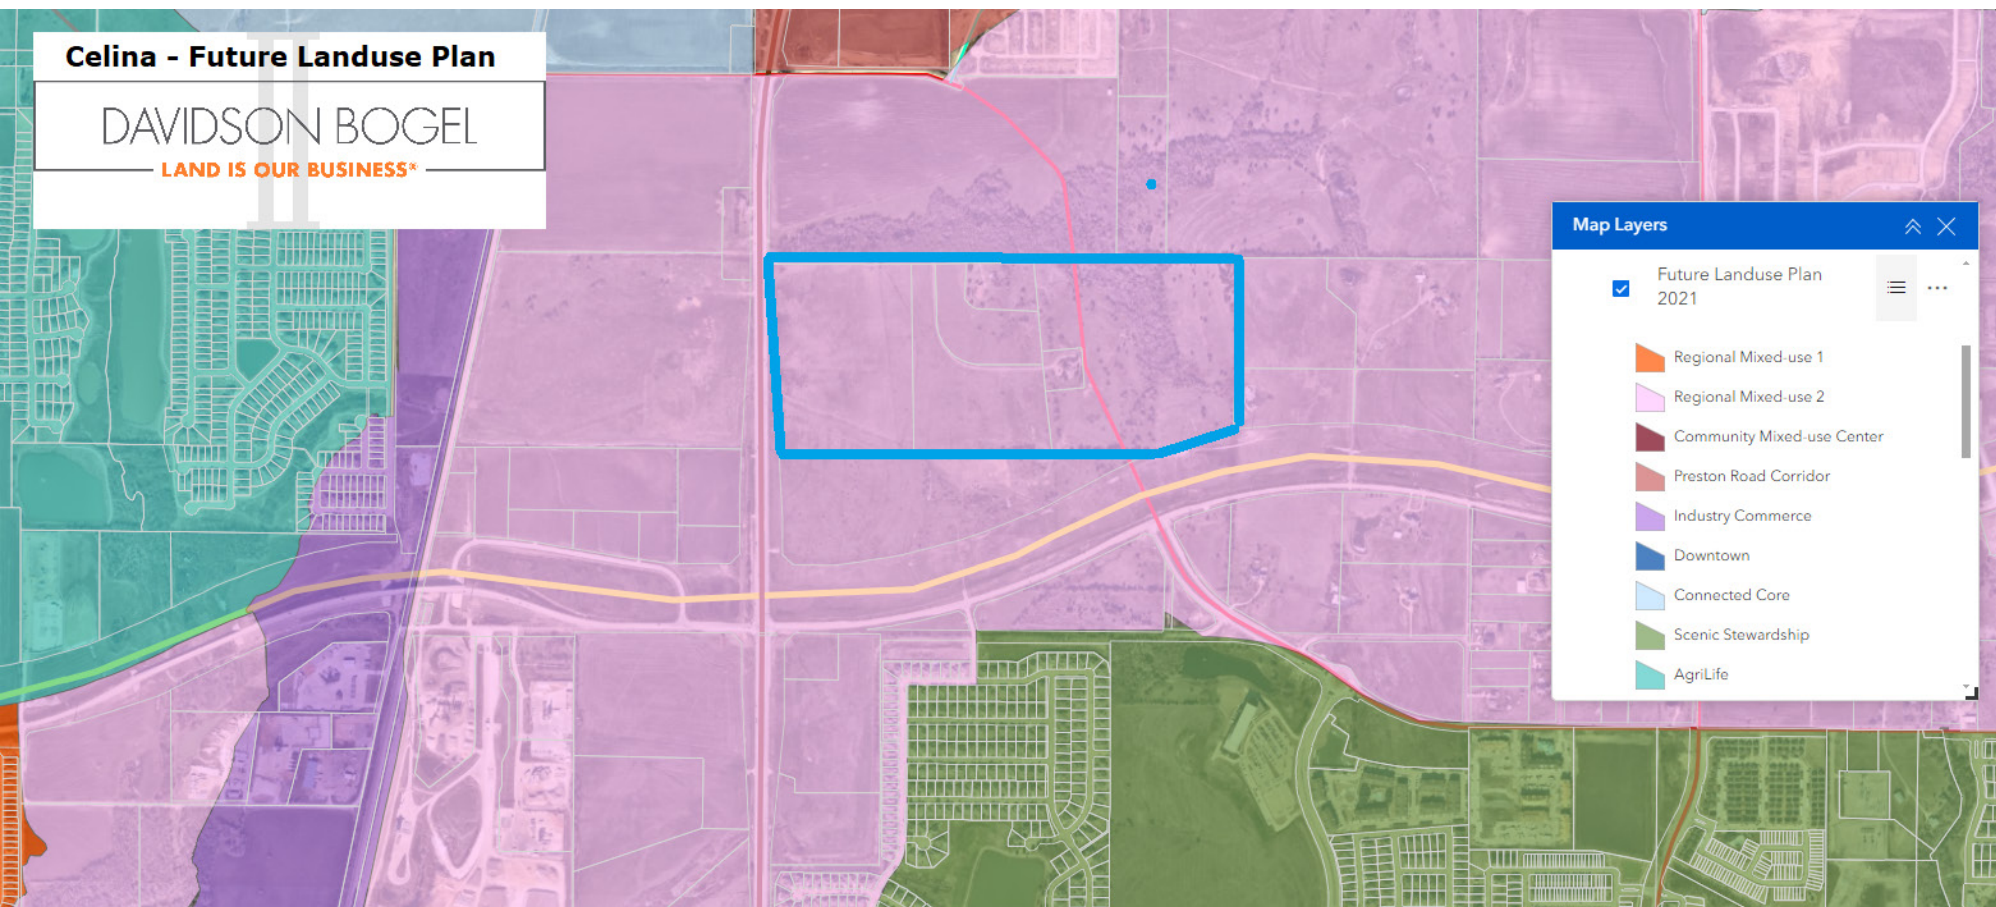 Celina - Future Landuse Plan
DAVIDSON BOGEL
LAND IS OUR BUSINESS®
Map Layers
Future Landuse Plan
2021
Regional Mixed-use 1
Regional Mixed-use 2
Community Mixed-use Center
Preston Road Corridor
Industry Commerce
Downtown
Connected Core
Scenic Stewardship
AgriLife